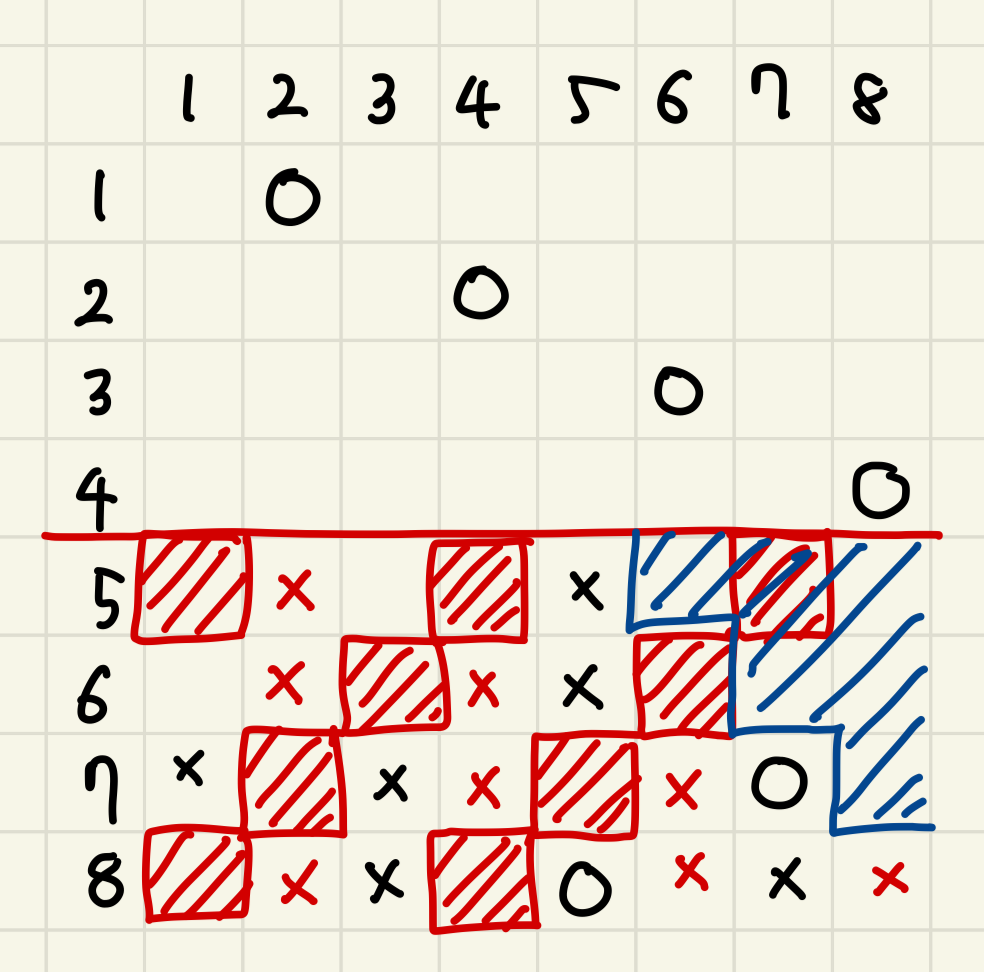 1 2 3 4 5 6 7 8
1 O
2 O
3 O
4 O
5 × ×
6 × × ×
7 × × × × O
8 × × O × × ×